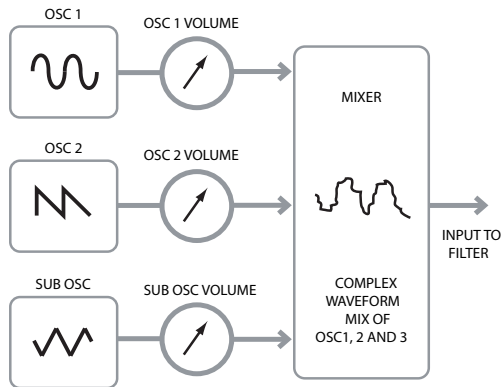 OSC 1
OSC 1 VOLUME
MIXER
OSC 2
OSC 2 VOLUME
INPUT TO
FILTER
SUB OSC
SUB OSC VOLUME
COMPLEX
WAVEFORM
MIX OF
OSC1, 2 AND 3